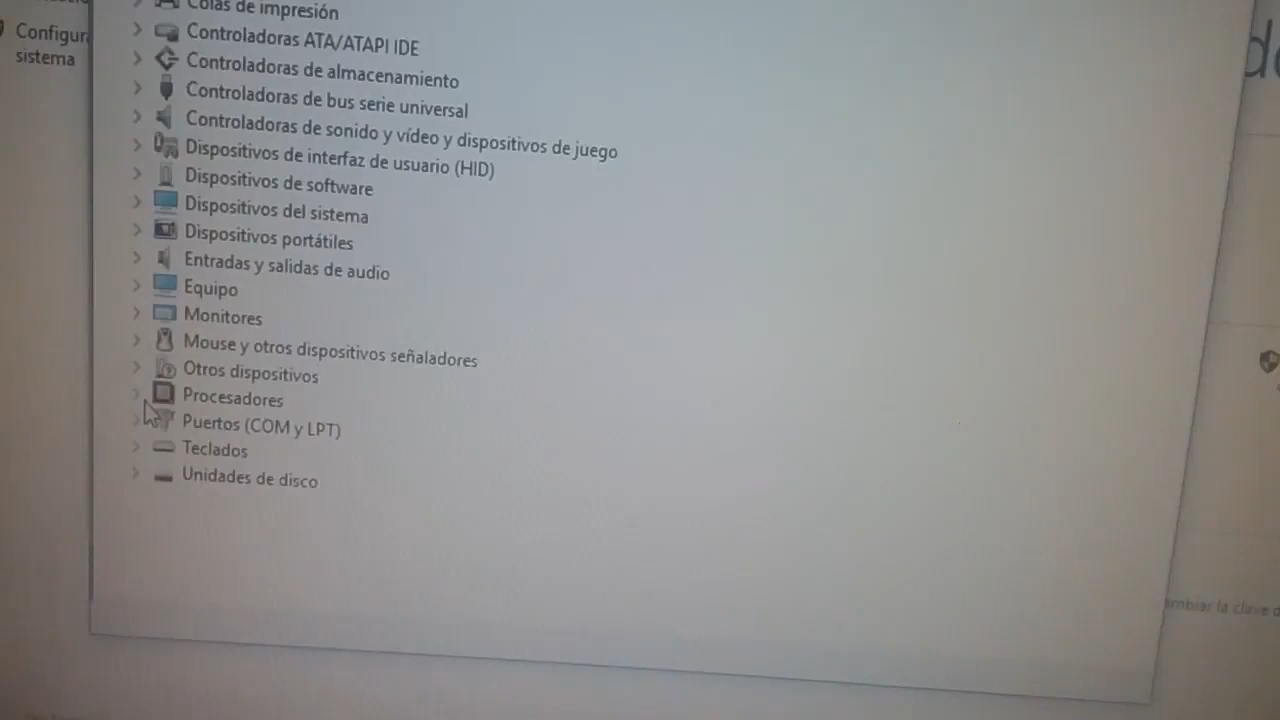 Configur
sistema
Colas de impresión
Controladoras ATA/ATAPI IDE
Controladoras de almacenamiento
Controladoras de bus serie universal
Controladoras de sonido y vídeo y dispositivos de juego
Dispositivos de interfaz de usuario (HID)
Dispositivos de software
Dispositivos del sistema
Dispositivos portátiles
Entradas y salidas de audio
Equipo
Monitores
Mouse y otros dispositivos señaladores
Otros dispositivos
Procesadores
Puertos (COM y LPT)
Teclados
Unidades de disco
ambiar la clave